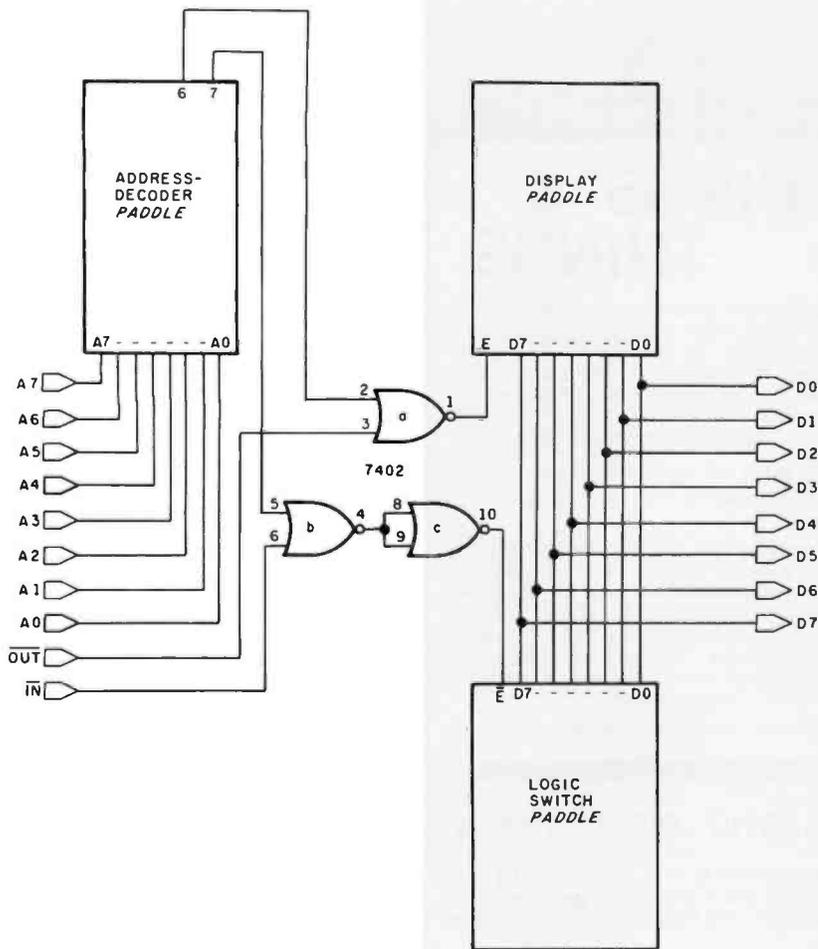 6 7
ADDRESS-
DECODER
PADDLE
A7 - - - - - - A0
DISPLAY
PADDLE
E D7 - - - - - - D0
A7
A6
A5
A4
A3
A2
A1
A0
O̅U̅T̅
I̅N̅
2
3
a
1
7402
5
6
b
4
8
9
c
10
D0
D1
D2
D3
D4
D5
D6
D7
E̅ D7 - - - - - - D0
LOGIC
SWITCH
PADDLE